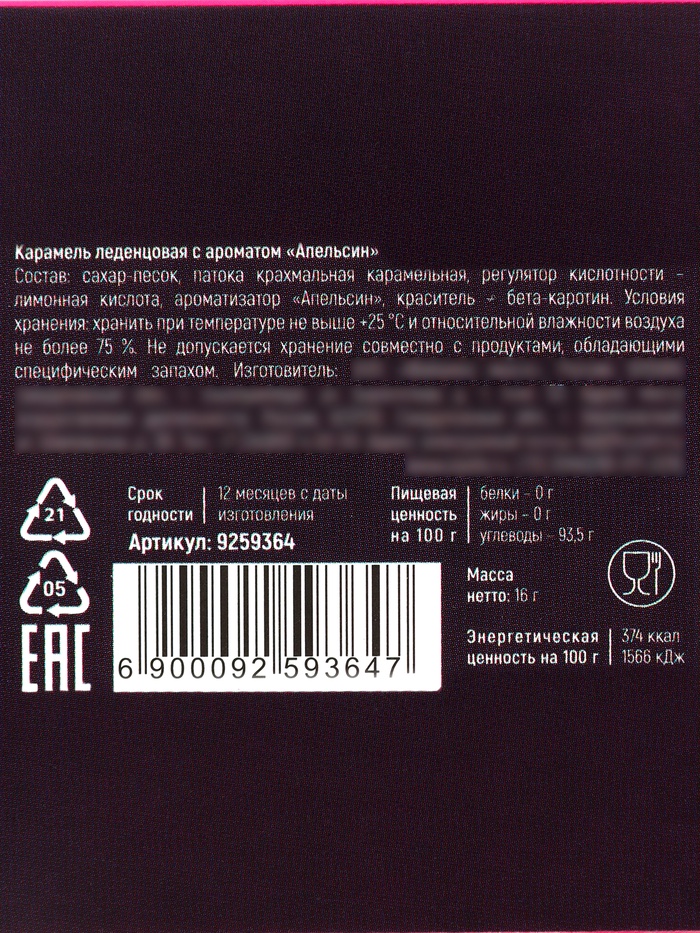 Карамель леденцовая с ароматом «Апельсин»
Состав: сахар-песок, патока крахмальная карамельная, регулятор кислотности –
лимонная кислота, ароматизатор «Апельсин», краситель – бета-каротин. Условия
хранения: хранить при температуре не выше +25 °С и относительной влажности воздуха
не более 75 %. Не допускается хранение совместно с продуктами, обладающими
специфическим запахом. Изготовитель:
21
05
ЕАС
Срок
годности
12 месяцев с даты
изготовления
Артикул: 9259364
6 900092 593647
Пищевая
ценность
на 100 г
белки – 0 г
жиры – 0 г
углеводы – 93,5 г
Масса
нетто: 16 г
Энергетическая
ценность на 100 г
374 ккал
1566 кДж